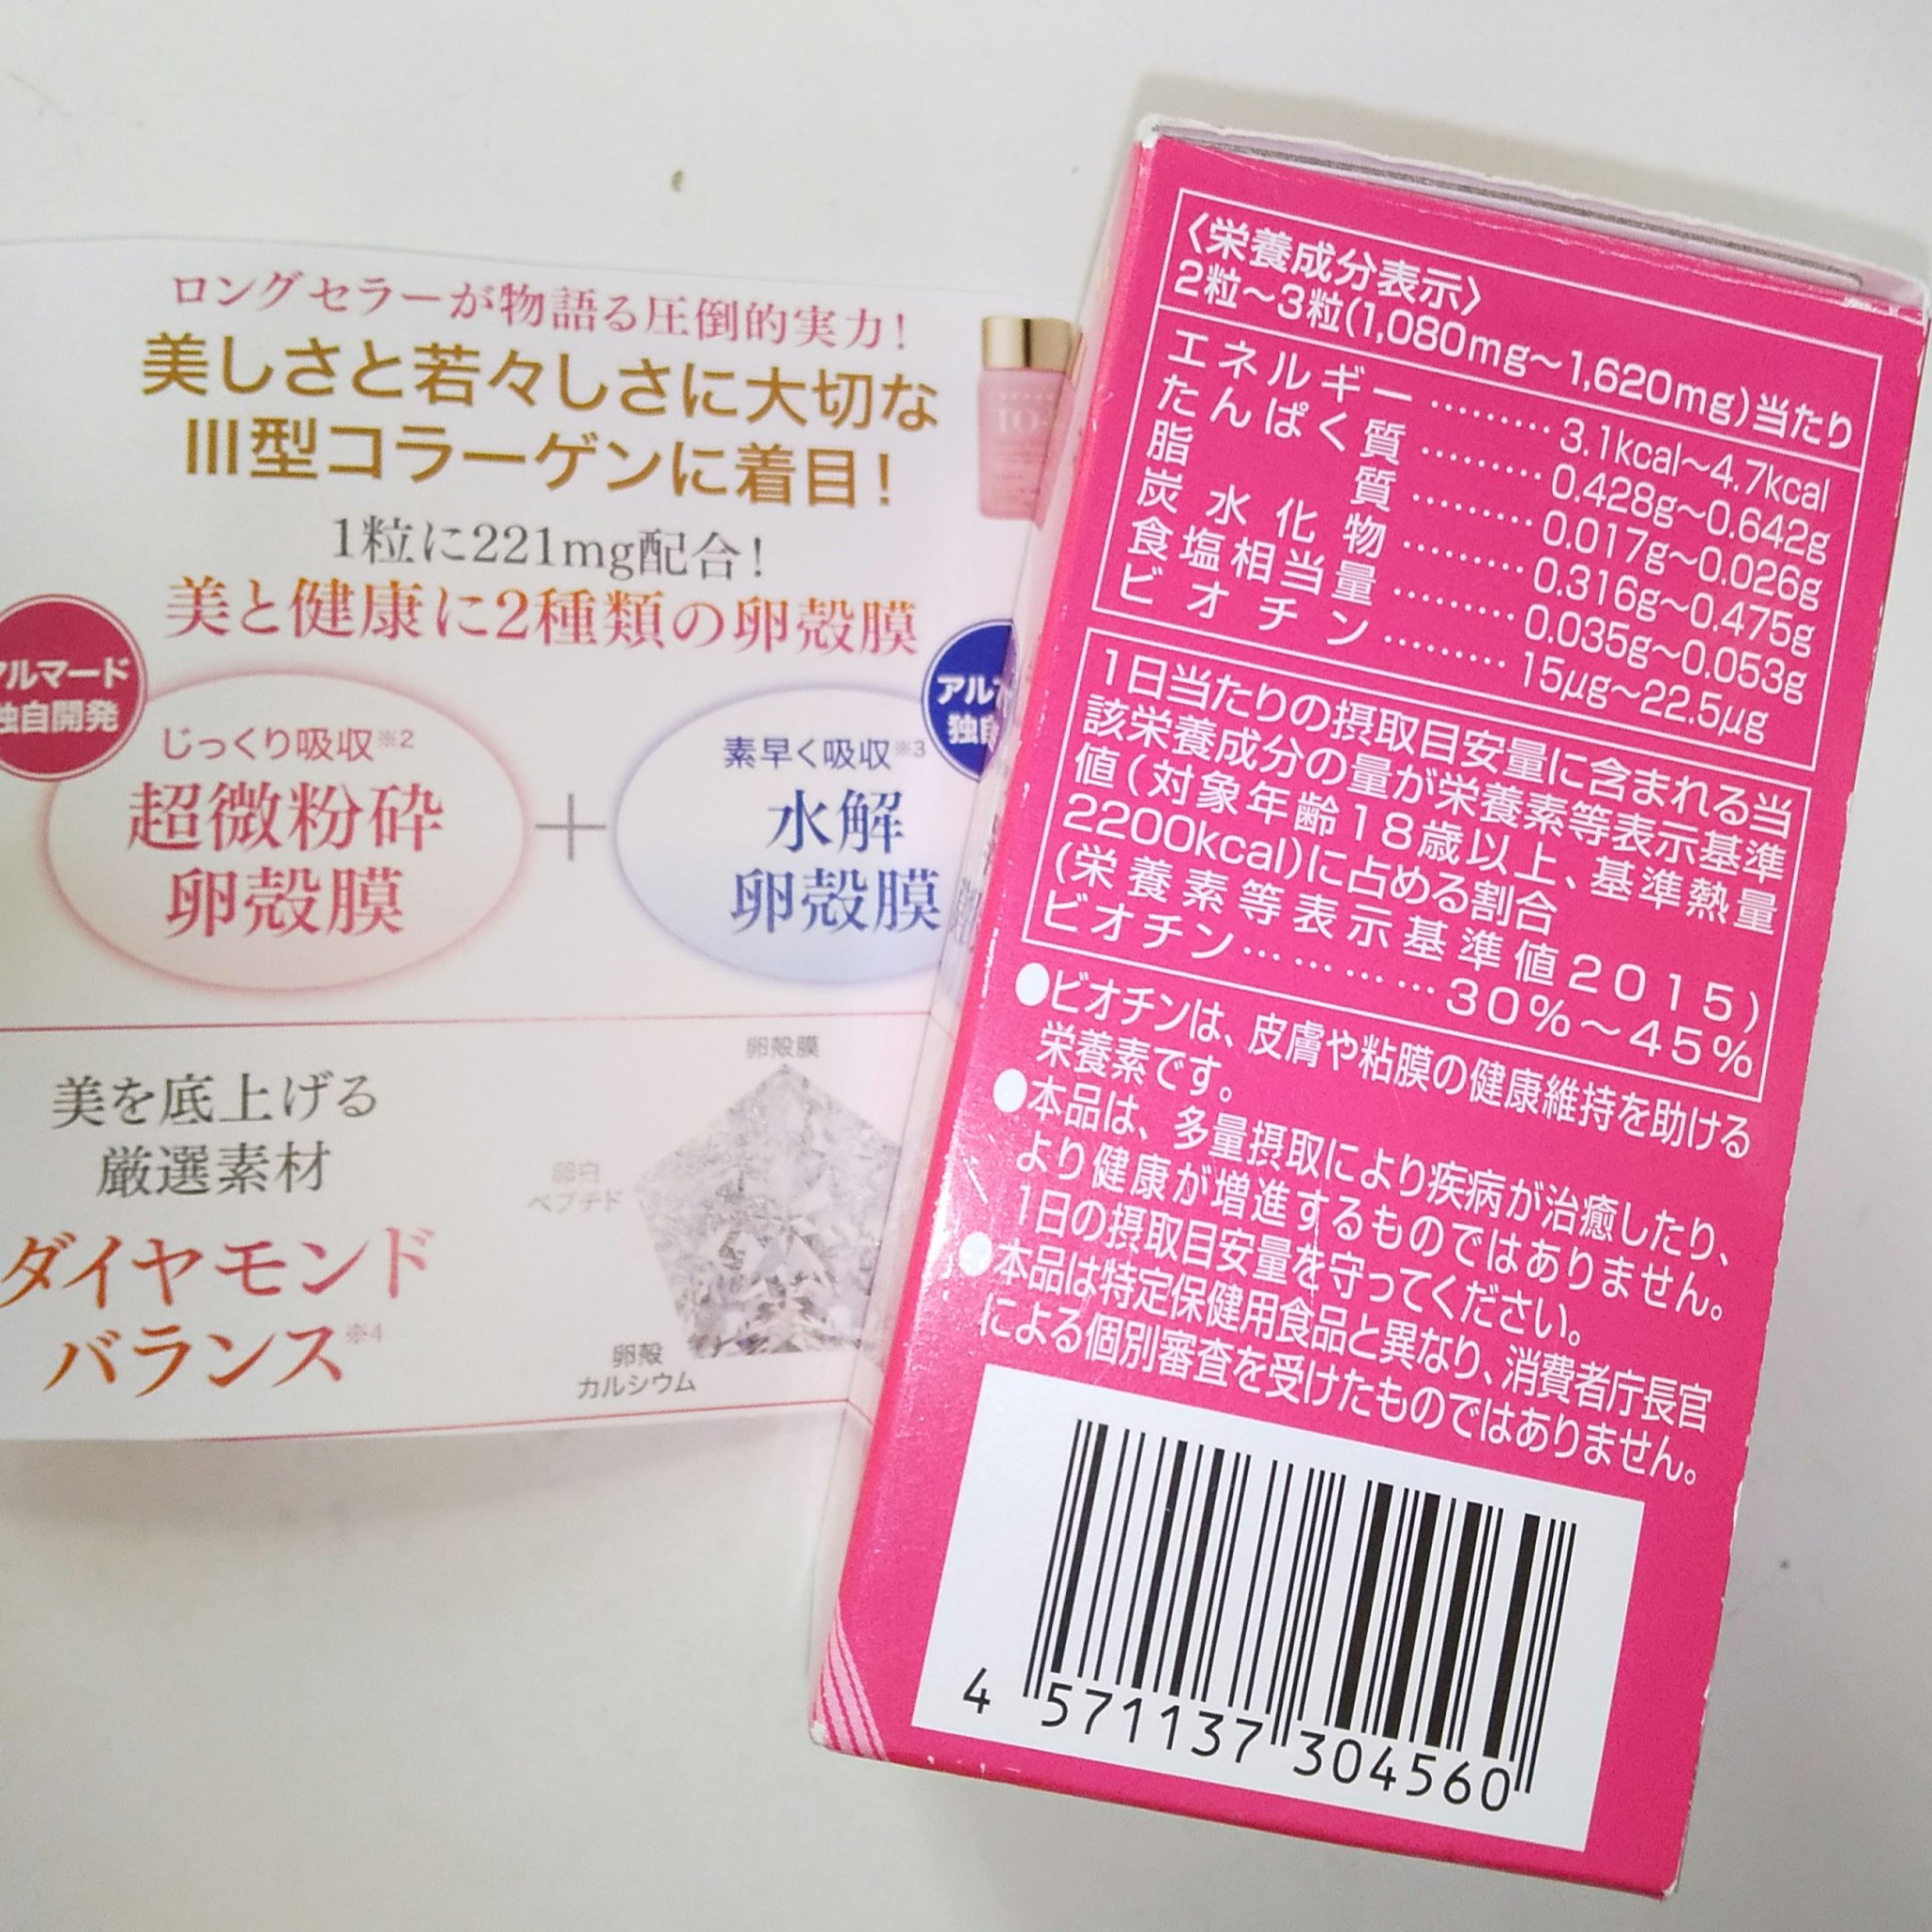 ロングセラーが物語る圧倒的実力!
美しさと若々しさに大切な
III型コラーゲンに着目!
1粒に221mg配合!
美と健康に2種類の卵殻膜
アルマード
独自開発
じっくり吸収※2
超微粉砕
卵殻膜
+
素早く吸収※3
水解
卵殻膜
美を底上げる
厳選素材
ダイヤモンド
バランス※4
卵殻膜
卵白
ペプチド
卵殻
カルシウム
〈栄養成分表示〉
2粒~3粒(1,080mg~1,620mg)当たり
エネルギー………3.1kcal~4.7kcal
たんぱく質………0.428g~0.642g
脂質………0.017g~0.026g
炭水化物………0.316g~0.475g
食塩相当量………0.035g~0.053g
ビオチン………15μg~22.5μg
1日当たりの摂取目安量に含まれる当
該栄養成分の量が栄養素等表示基準
値(対象年齢18歳以上、基準熱量
2200kcal)に占める割合
(栄養素等表示基準値2015)
ビオチン…………30%~45%
●ビオチンは、皮膚や粘膜の健康維持を助ける
栄養素です。
●本品は、多量摂取により疾病が治癒したり、
より健康が増進するものではありません。
1日の摂取目安量を守ってください。
●本品は特定保健用食品と異なり、消費者庁長官
による個別審査を受けたものではありません。
4 571137 304560